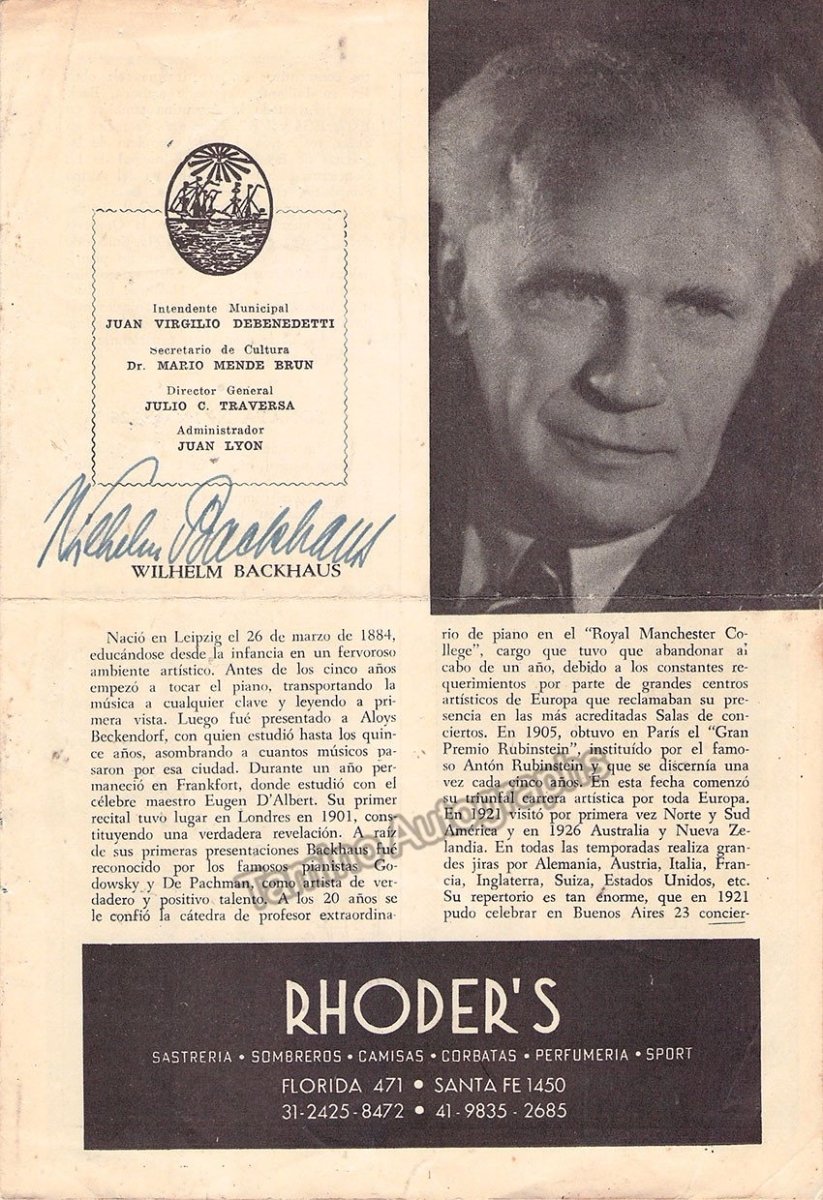 Intendente Municipal
JUAN VIRGILIO DEBENEDETTI
Secretario de Cultura
Dr. MARIO MENDE BRUN
Director General
JULIO C. TRAVERSA
Administrador
JUAN LYON
Wilhelm Backhaus
WILHELM BACKHAUS
Nació en Leipzig el 26 de marzo de 1884,
educándose desde la infancia en un fervoroso
ambiente artístico. Antes de los cinco años
empezó a tocar el piano, transportando la
música a cualquier clave y leyendo a pri-
mera vista. Luego fué presentado a Aloys
Beckendorf, con quien estudió hasta los quin-
ce años, asombrando a cuantos músicos pa-
saron por esa ciudad. Durante un año per-
maneció en Frankfort, donde estudió con el
célebre maestro Eugen D'Albert. Su primer
recital tuvo lugar en Londres en 1901, cons-
tituyendo una verdadera revelación. A raíz
de sus primeras presentaciones Backhaus fué
reconocido por los famosos pianistas Go-
dowsky y De Pachman, como artista de ver-
dadero y positivo talento. A los 20 años se
le confió la cátedra de profesor extraordina-
rio de piano en el "Royal Manchester Co-
llege", cargo que tuvo que abandonar al
cabo de un año, debido a los constantes re-
querimientos por parte de grandes centros
artísticos de Europa que reclamaban su pre-
sencia en las más acreditadas Salas de con-
ciertos. En 1905, obtuvo en París el "Gran
Premio Rubinstein", instituído por el famo-
so Antón Rubinstein y que se discernía una
vez cada cinco años. En esta fecha comenzó
su triunfal carrera artística por toda Europa.
En 1921 visitó por primera vez Norte y Sud
América y en 1926 Australia y Nueva Ze-
landia. En todas las temporadas realiza gran-
des jiras por Alemania, Austria, Italia, Fran-
cia, Inglaterra, Suiza, Estados Unidos, etc.
Su repertorio es tan enorme, que en 1921
pudo celebrar en Buenos Aires 23 concier-
Tamino Autographs
RHODER'S
SASTRERIA • SOMBREROS • CAMISAS • CORBATAS • PERFUMERIA • SPORT
FLORIDA 471 • SANTA FE 1450
31-2425-8472 • 41-9835-2685